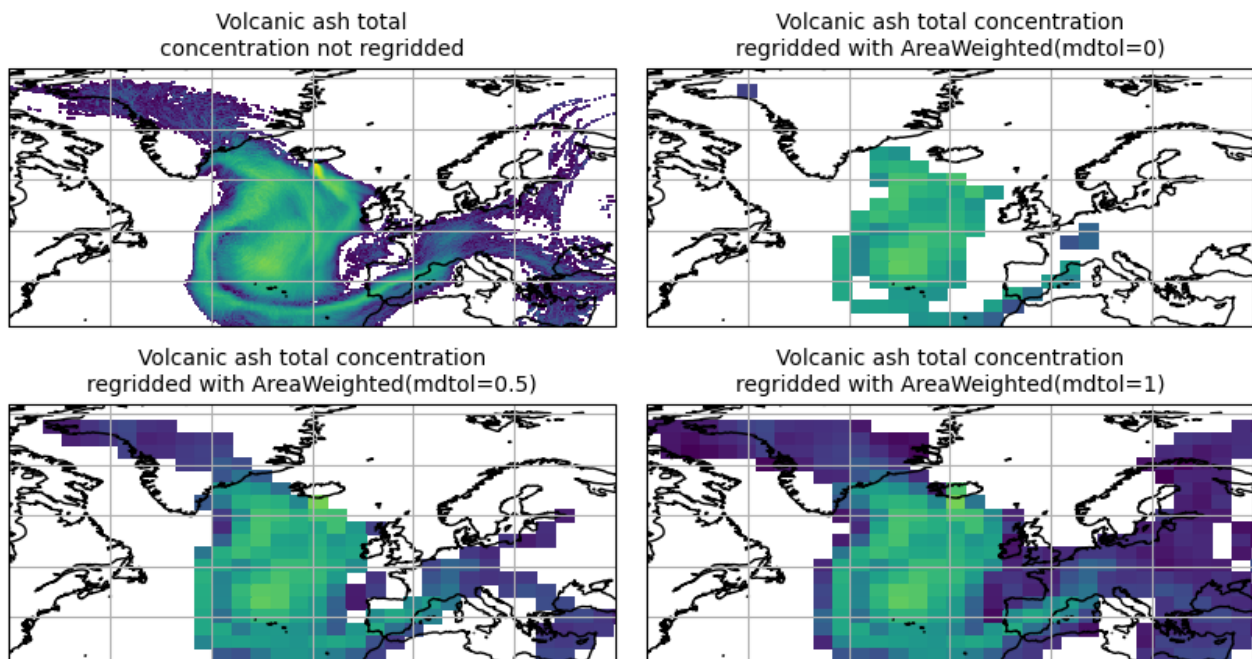 Volcanic ash total
concentration not regridded
Volcanic ash total concentration
regridded with AreaWeighted(mdtol=0)
Volcanic ash total concentration
regridded with AreaWeighted(mdtol=0.5)
Volcanic ash total concentration
regridded with AreaWeighted(mdtol=1)